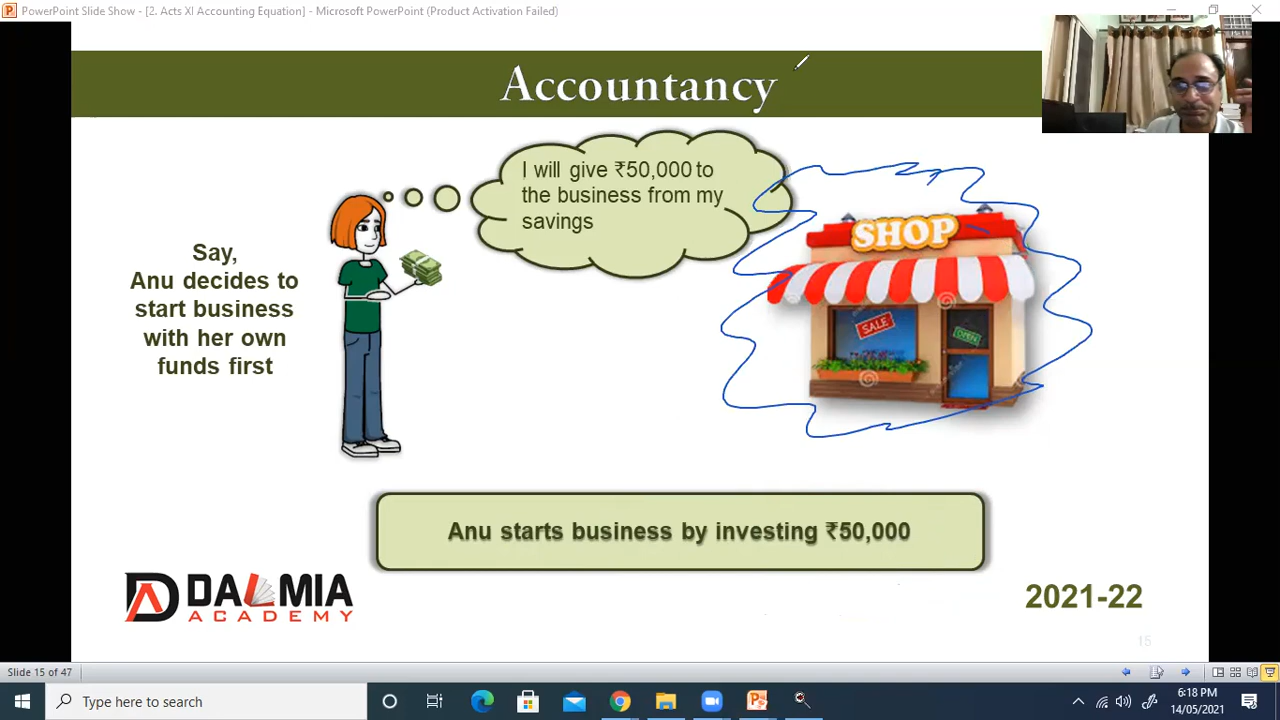 PowerPoint Slide Show - [2. Acts XI Accounting Equation] - Microsoft PowerPoint (Product Activation Failed)
Accountancy
I will give ₹50,000 to
the business from my
savings
Say,
Anu decides to
start business
with her own
funds first
SHOP
SALE
OPEN
Anu starts business by investing ₹50,000
DALMIA
ACADEMY
2021-22
15
Slide 15 of 47
Type here to search
6:18 PM
14/05/2021